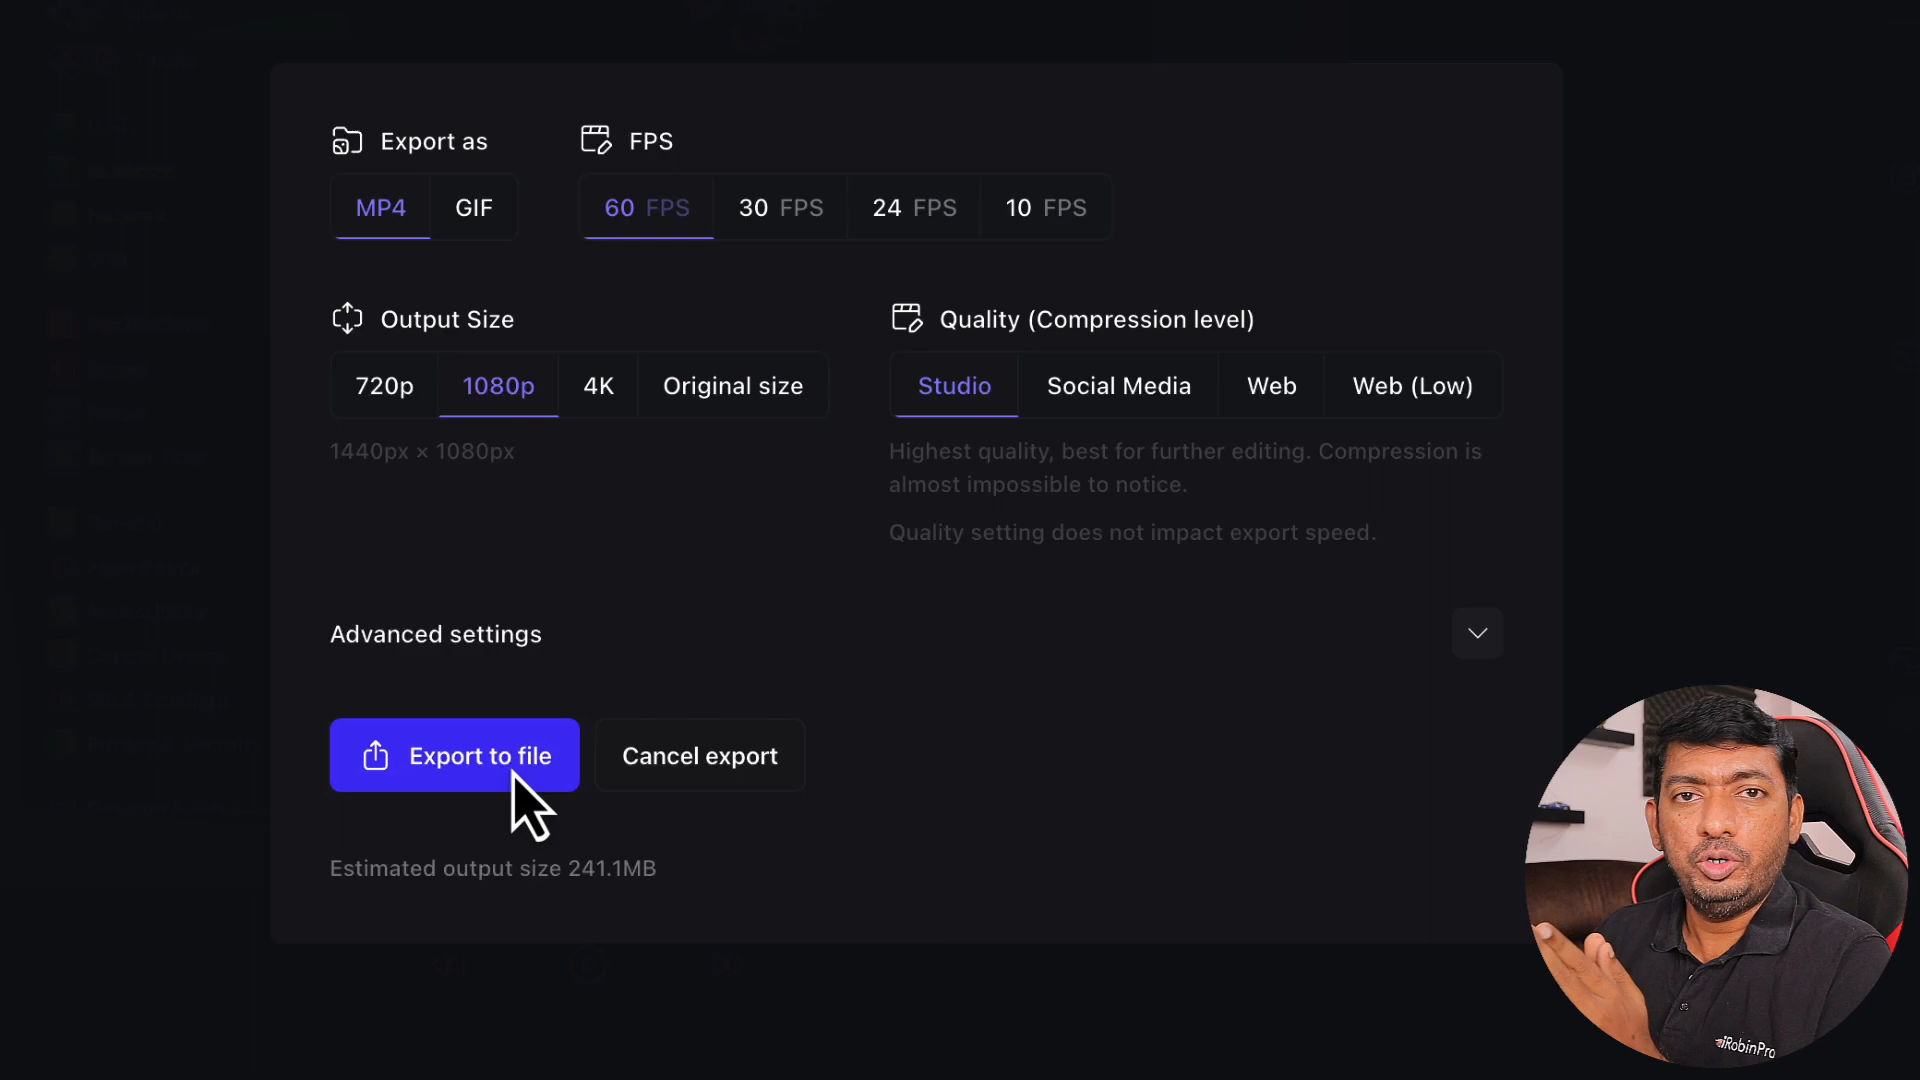 Export as
FPS
MP4
GIF
60 FPS
30 FPS
24 FPS
10 FPS
Output Size
Quality (Compression level)
720p
1080p
4K
Original size
Studio
Social Media
Web
Web (Low)
1440px × 1080px
Highest quality, best for further editing. Compression is
almost impossible to notice.
Quality setting does not impact export speed.
Advanced settings
Export to file
Cancel export
Estimated output size 241.1MB
iRobinPro